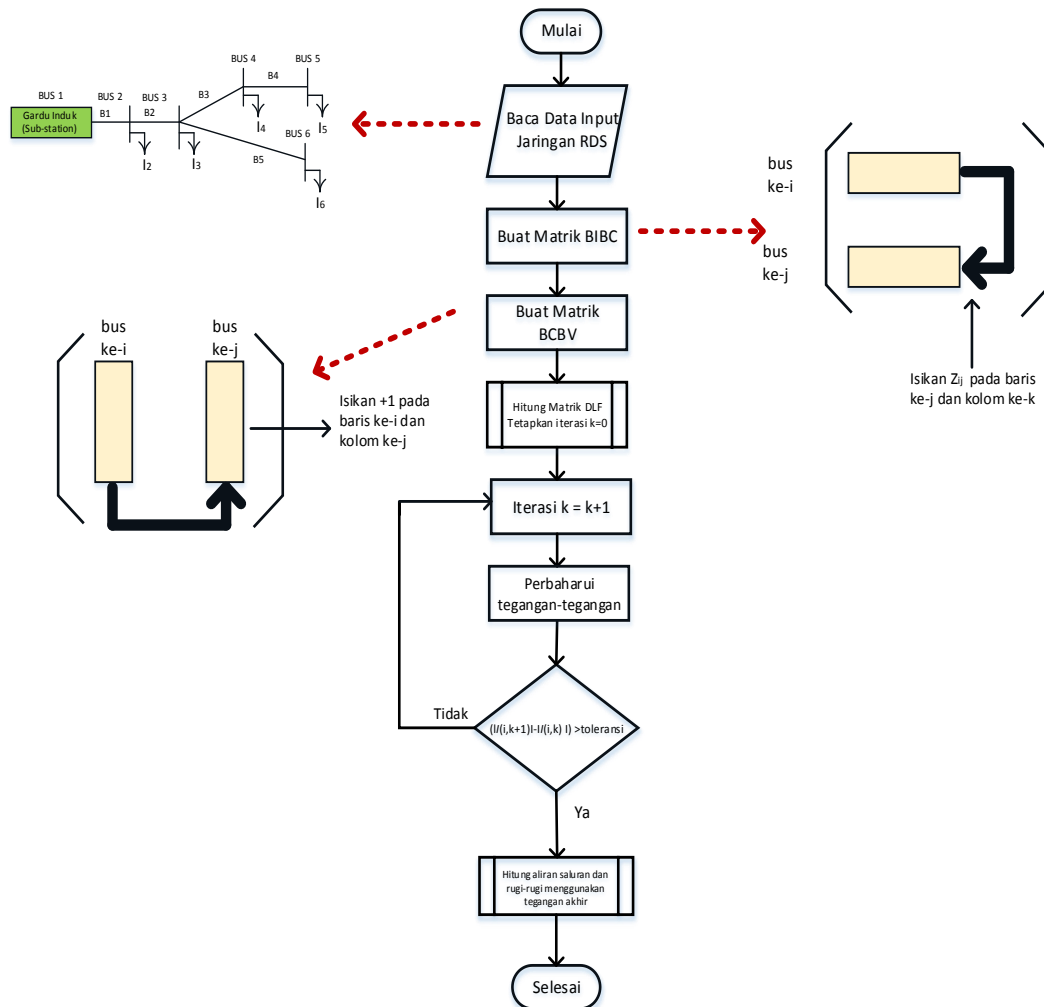 Mulai
Baca Data Input
Jaringan RDS
Buat Matrik BIBC
Buat Matrik
BCBV
Hitung Matrik DLF
Tetapkan iterasi k=0
Iterasi k = k+1
Perbaharui
tegangan-tegangan
(I/(i,k+1)I-I/(i,k) I) >toleransi
Tidak
Ya
Hitung aliran saluran dan
rugi-rugi menggunakan
tegangan akhir
Selesai
BUS 1
Gardu Induk
(Sub-station)
B1
BUS 2
B2
BUS 3
B3
BUS 4
B4
BUS 5
B5
BUS 6
I2
I3
I4
I5
I6
bus
ke-i
bus
ke-j
Isikan Zij pada baris
ke-j dan kolom ke-k
bus
ke-i
bus
ke-j
Isikan +1 pada
baris ke-i dan
kolom ke-j